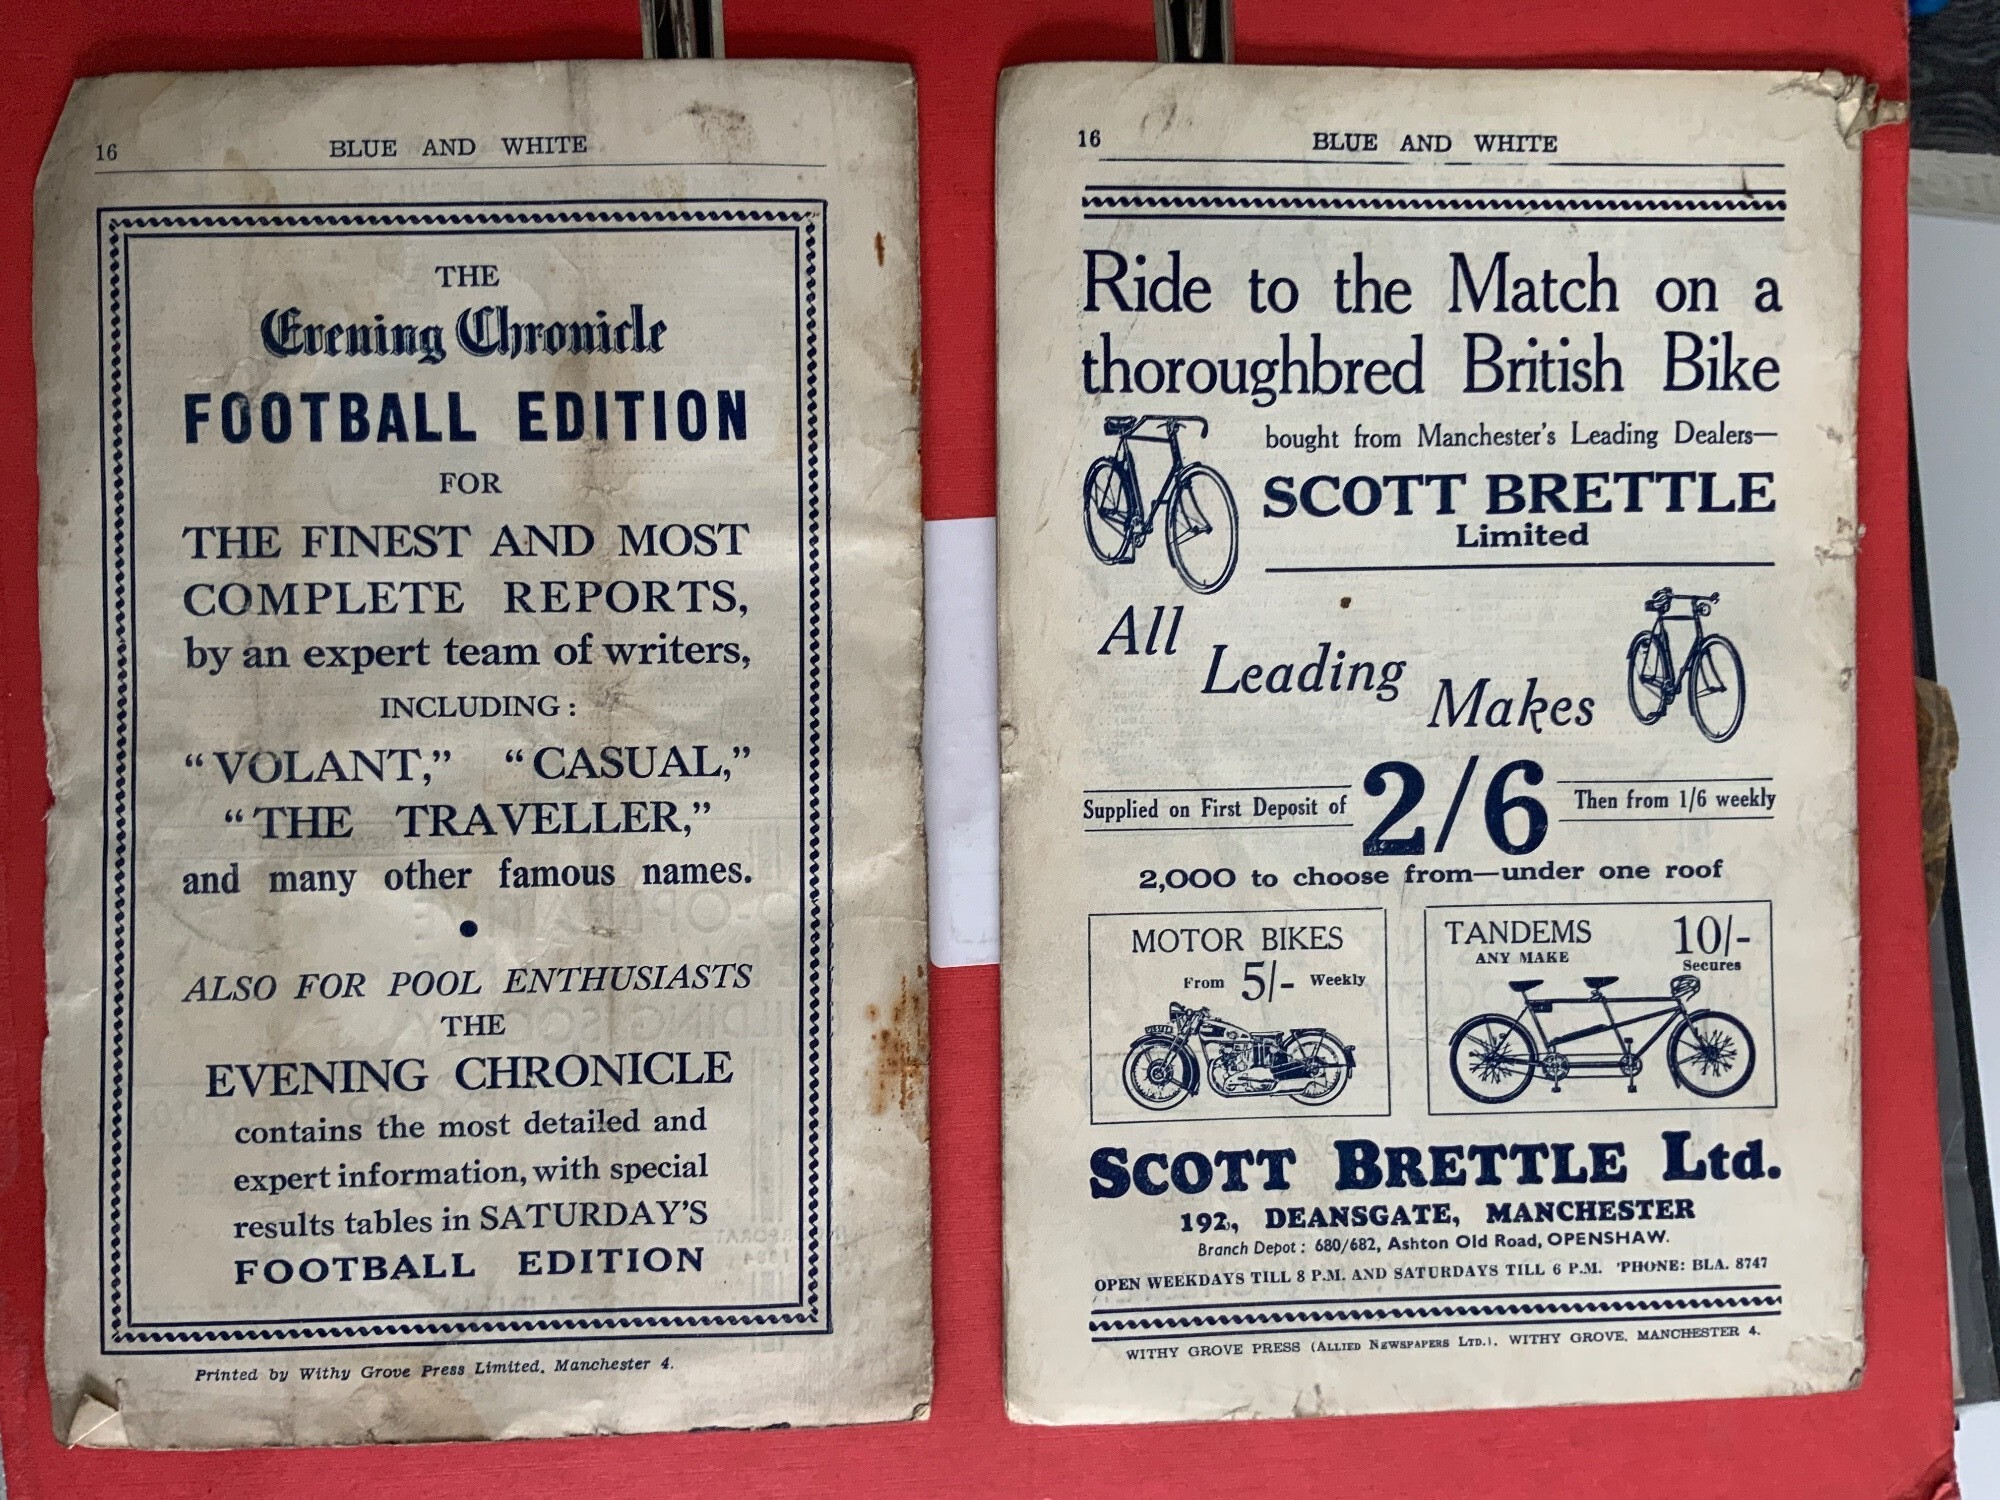 16 BLUE AND WHITE
THE
Evening Chronicle
FOOTBALL EDITION
FOR
THE FINEST AND MOST
COMPLETE REPORTS,
by an expert team of writers,
INCLUDING :
"VOLANT," "CASUAL,"
"THE TRAVELLER,"
and many other famous names.
ALSO FOR POOL ENTHUSIASTS
THE
EVENING CHRONICLE
contains the most detailed and
expert information, with special
results tables in SATURDAY'S
FOOTBALL EDITION
Printed by Withy Grove Press Limited, Manchester 4.
16 BLUE AND WHITE
Ride to the Match on a
thoroughbred British Bike
bought from Manchester's Leading Dealers—
SCOTT BRETTLE
Limited
All
Leading
Makes
Supplied on First Deposit of 2/6 Then from 1/6 weekly
2,000 to choose from—under one roof
MOTOR BIKES
From 5/- Weekly
TANDEMS 10/-
ANY MAKE Secures
SCOTT BRETTLE Ltd.
192, DEANSGATE, MANCHESTER
Branch Depot : 680/682, Ashton Old Road, OPENSHAW.
OPEN WEEKDAYS TILL 8 P.M. AND SATURDAYS TILL 6 P.M. 'PHONE: BLA. 8747
WITHY GROVE PRESS (ALLIED NEWSPAPERS LTD.), WITHY GROVE, MANCHESTER 4.